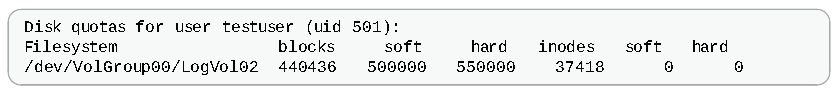 Disk quotas for user testuser (uid 501):
Filesystem blocks soft hard inodes soft hard
/dev/VolGroup00/LogVol02 440436 500000 550000 37418 0 0